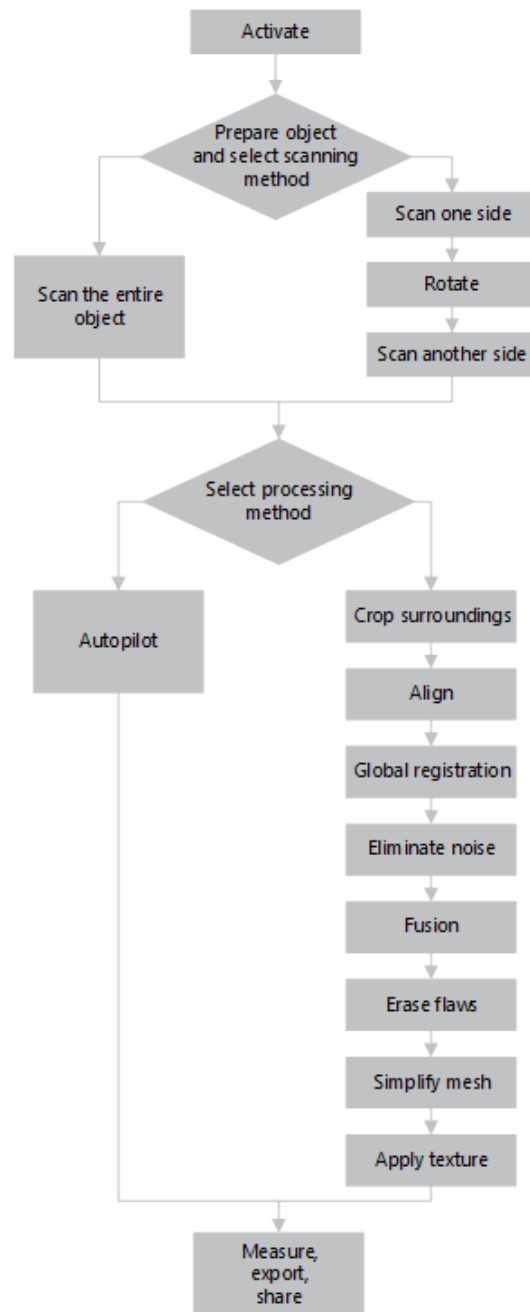 Activate
Prepare object
and select scanning
method
Scan one side
Scan the entire
object
Rotate
Scan another side
Select processing
method
Autopilot
Crop surroundings
Align
Global registration
Eliminate noise
Fusion
Erase flaws
Simplify mesh
Apply texture
Measure,
export,
share